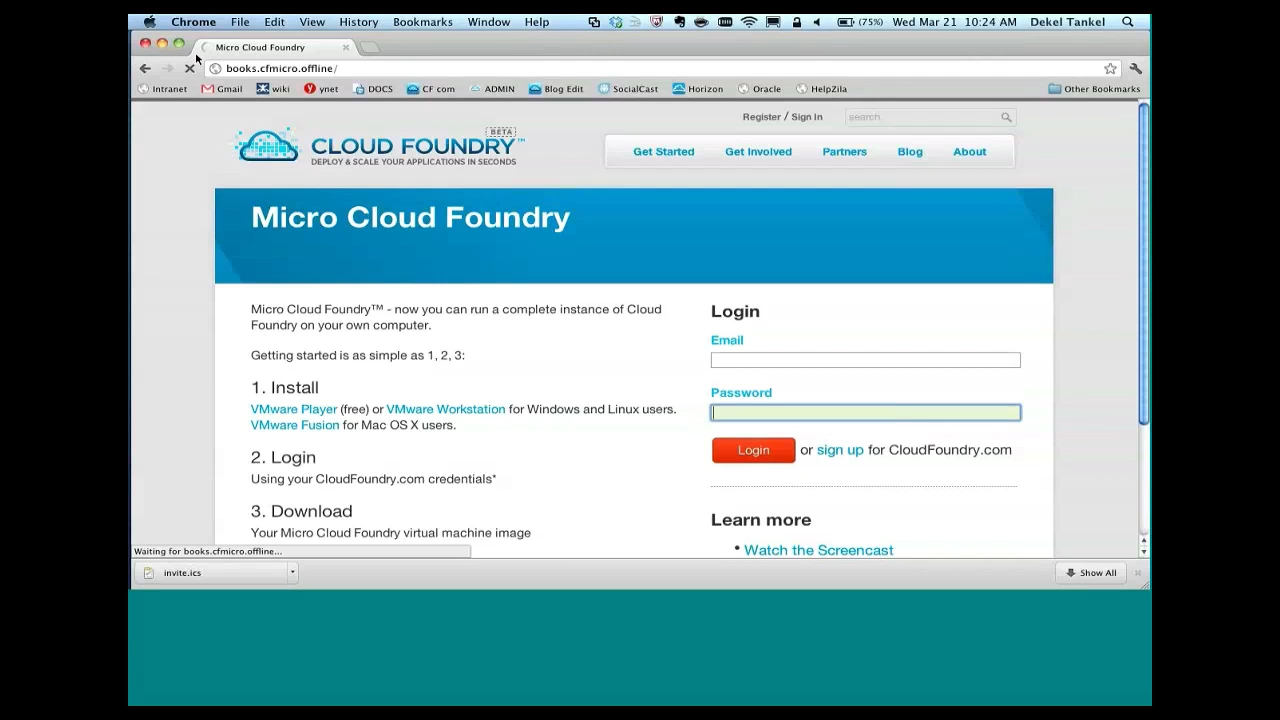 Chrome File Edit View History Bookmarks Window Help (75%) Wed Mar 21 10:24 AM Dekel Tankel
Micro Cloud Foundry
books.cfmicro.offline/
Intranet Gmail wiki ynet DOCS CF com ADMIN Blog Edit SocialCast Horizon Oracle HelpZilla Other Bookmarks
Register / Sign In search
BETA
CLOUD FOUNDRY™
DEPLOY & SCALE YOUR APPLICATIONS IN SECONDS
Get Started Get Involved Partners Blog About
Micro Cloud Foundry
Micro Cloud Foundry™ - now you can run a complete instance of Cloud
Foundry on your own computer.
Getting started is as simple as 1, 2, 3:
1. Install
VMware Player (free) or VMware Workstation for Windows and Linux users.
VMware Fusion for Mac OS X users.
2. Login
Using your CloudFoundry.com credentials*
3. Download
Your Micro Cloud Foundry virtual machine image
Login
Email
Password
Login or sign up for CloudFoundry.com
Learn more
• Watch the Screencast
Waiting for books.cfmicro.offline...
invite.ics Show All